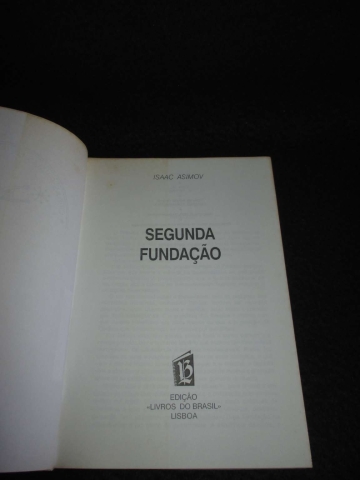 ISAAC ASIMOV
SEGUNDA
FUNDAÇÃO
EDIÇÃO
«LIVROS DO BRASIL»
LISBOA